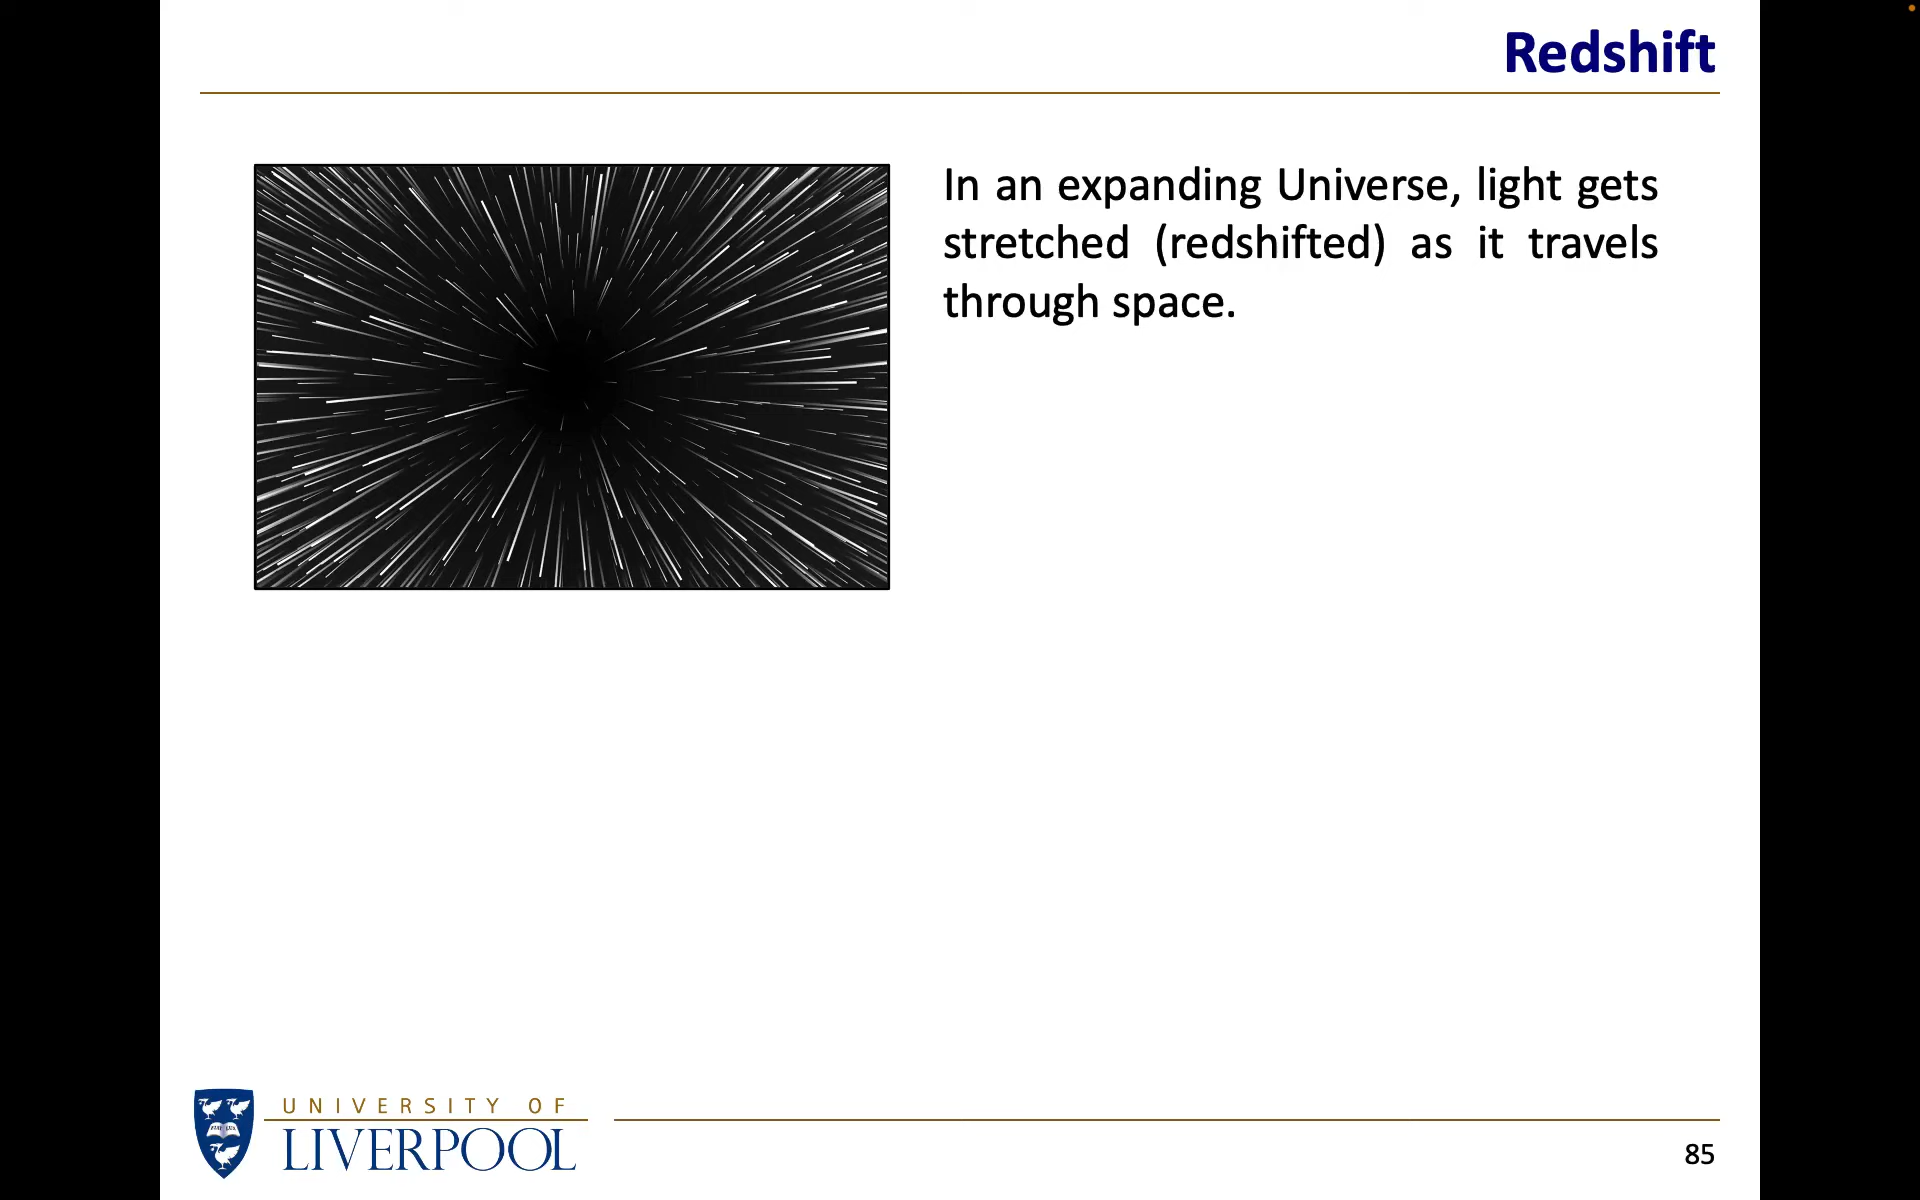 Redshift
In an expanding Universe, light gets
stretched (redshifted) as it travels
through space.
UNIVERSITY OF
LIVERPOOL
85